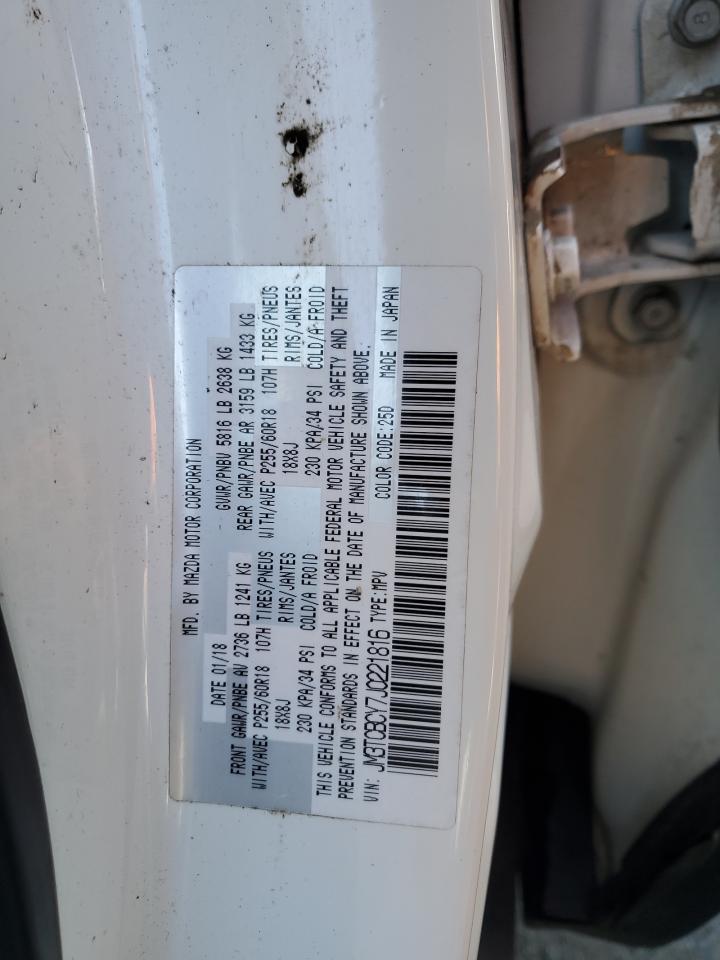 MFD. BY MAZDA MOTOR CORPORATION
DATE 01/18 GVWR/PNBV 5816 LB 2638 KG
FRONT GAWR/PNBE AV 2736 LB 1241 KG REAR GAWR/PNBE AR 3159 LB 1433 KG
WITH/AVEC P255/60R18 107H TIRES/PNEUS WITH/AVEC P255/60R18 107H TIRES/PNEUS
18X8J RIMS/JANTES 18X8J RIMS/JANTES
230 KPA/34 PSI COLD/A FROID 230 KPA/34 PSI COLD/A FROID
THIS VEHICLE CONFORMS TO ALL APPLICABLE FEDERAL MOTOR VEHICLE SAFETY AND THEFT
PREVENTION STANDARDS IN EFFECT ON THE DATE OF MANUFACTURE SHOWN ABOVE.
VIN: JM3TCBCY7J0221816 TYPE:MPV COLOR CODE:25D MADE IN JAPAN
8